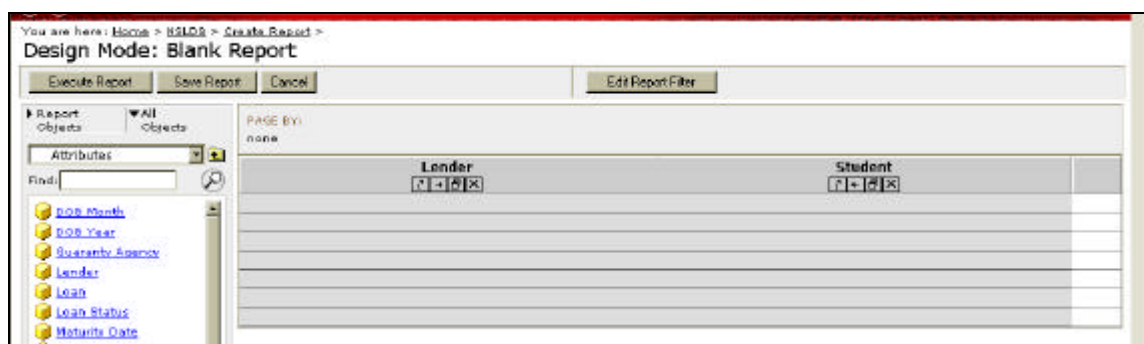 You are here: Home > NSLDS > Create Report >
Design Mode: Blank Report
Execute Report Save Report Cancel Edit Report Filter
Report Objects All Objects
PAGE BY:
none
Attributes
Find:
Lender Student
DOB Month
DOB Year
Guaranty Agency
Lender
Loan
Loan Status
Maturity Date